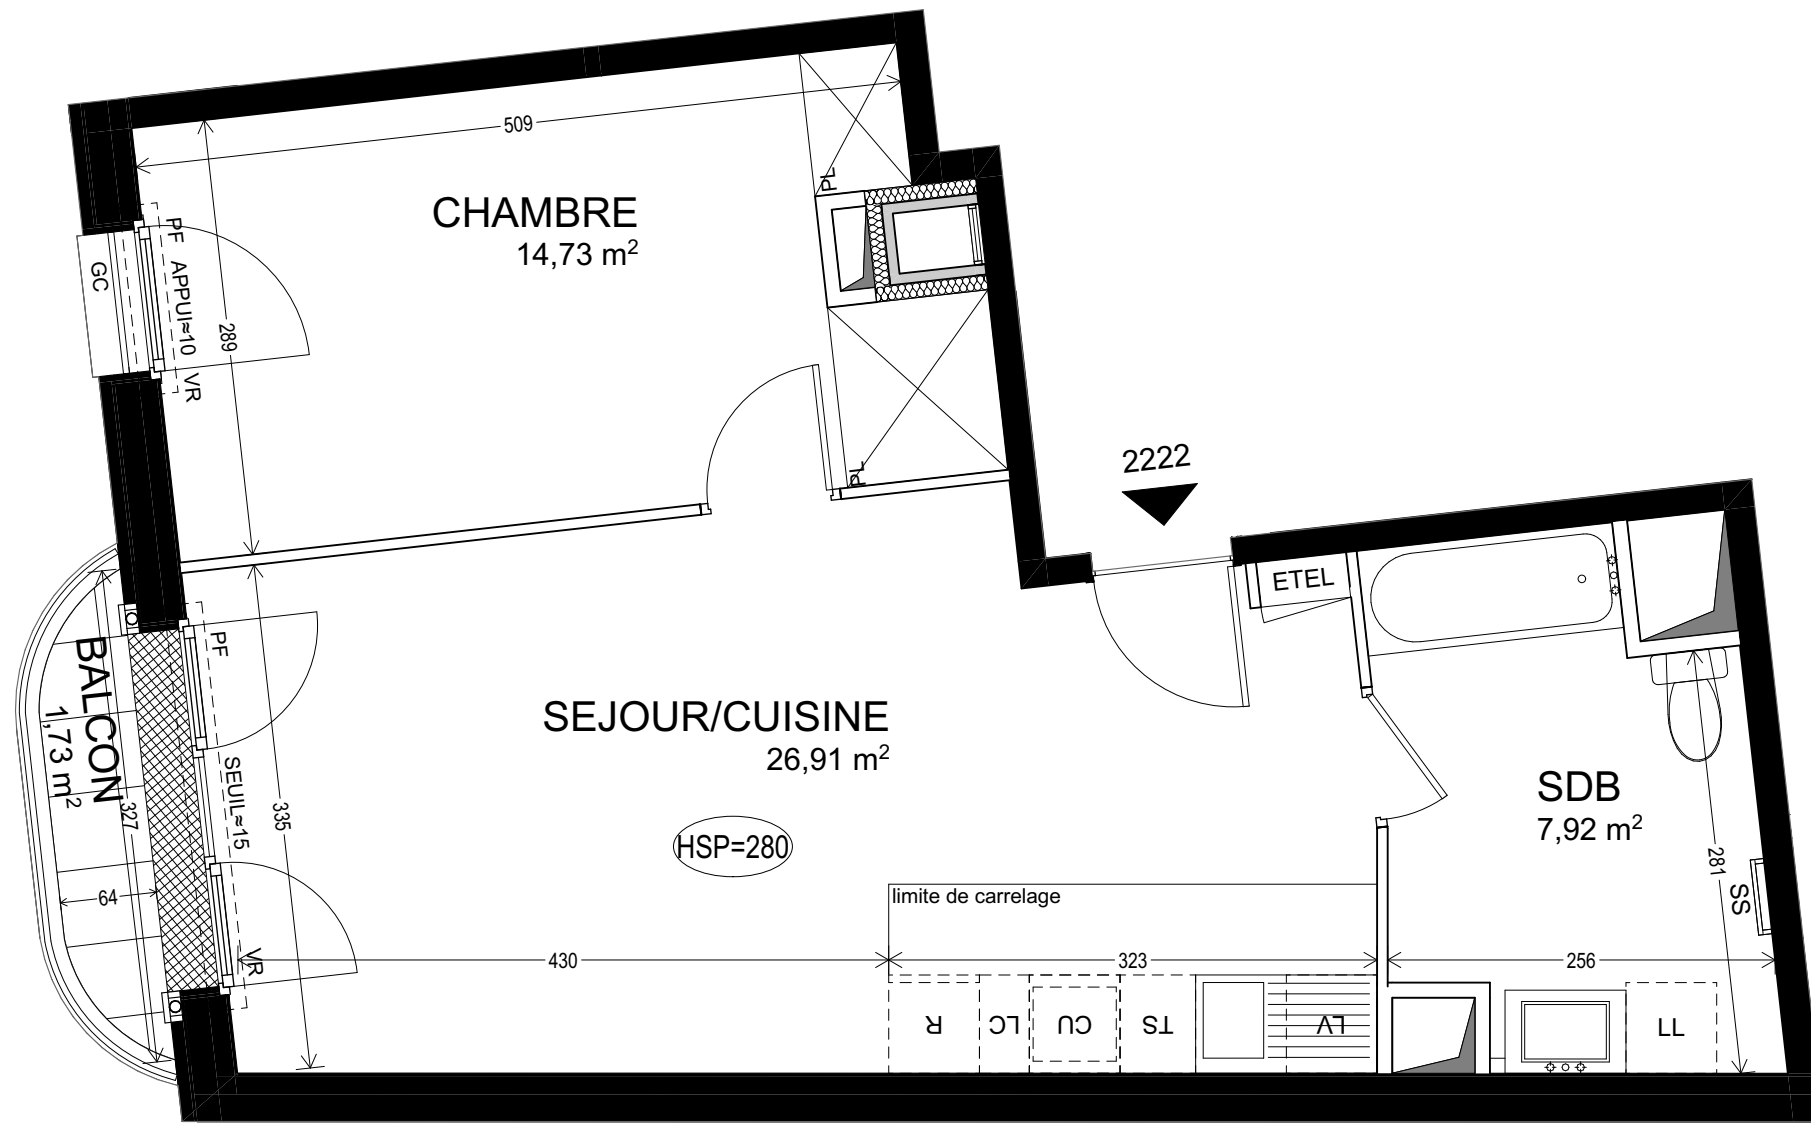 509
CHAMBRE
14,73 m²
PL
PF
APPUI≈10
VR
GC
289
PL
2222
ETEL
BALCON
1,73 m²
327
64
PF
SEUIL≈15
VR
335
SEJOUR/CUISINE
26,91 m²
HSP=280
SDB
7,92 m²
281
SS
limite de carrelage
430
323
256
R
LC
CU
TS
LV
LL